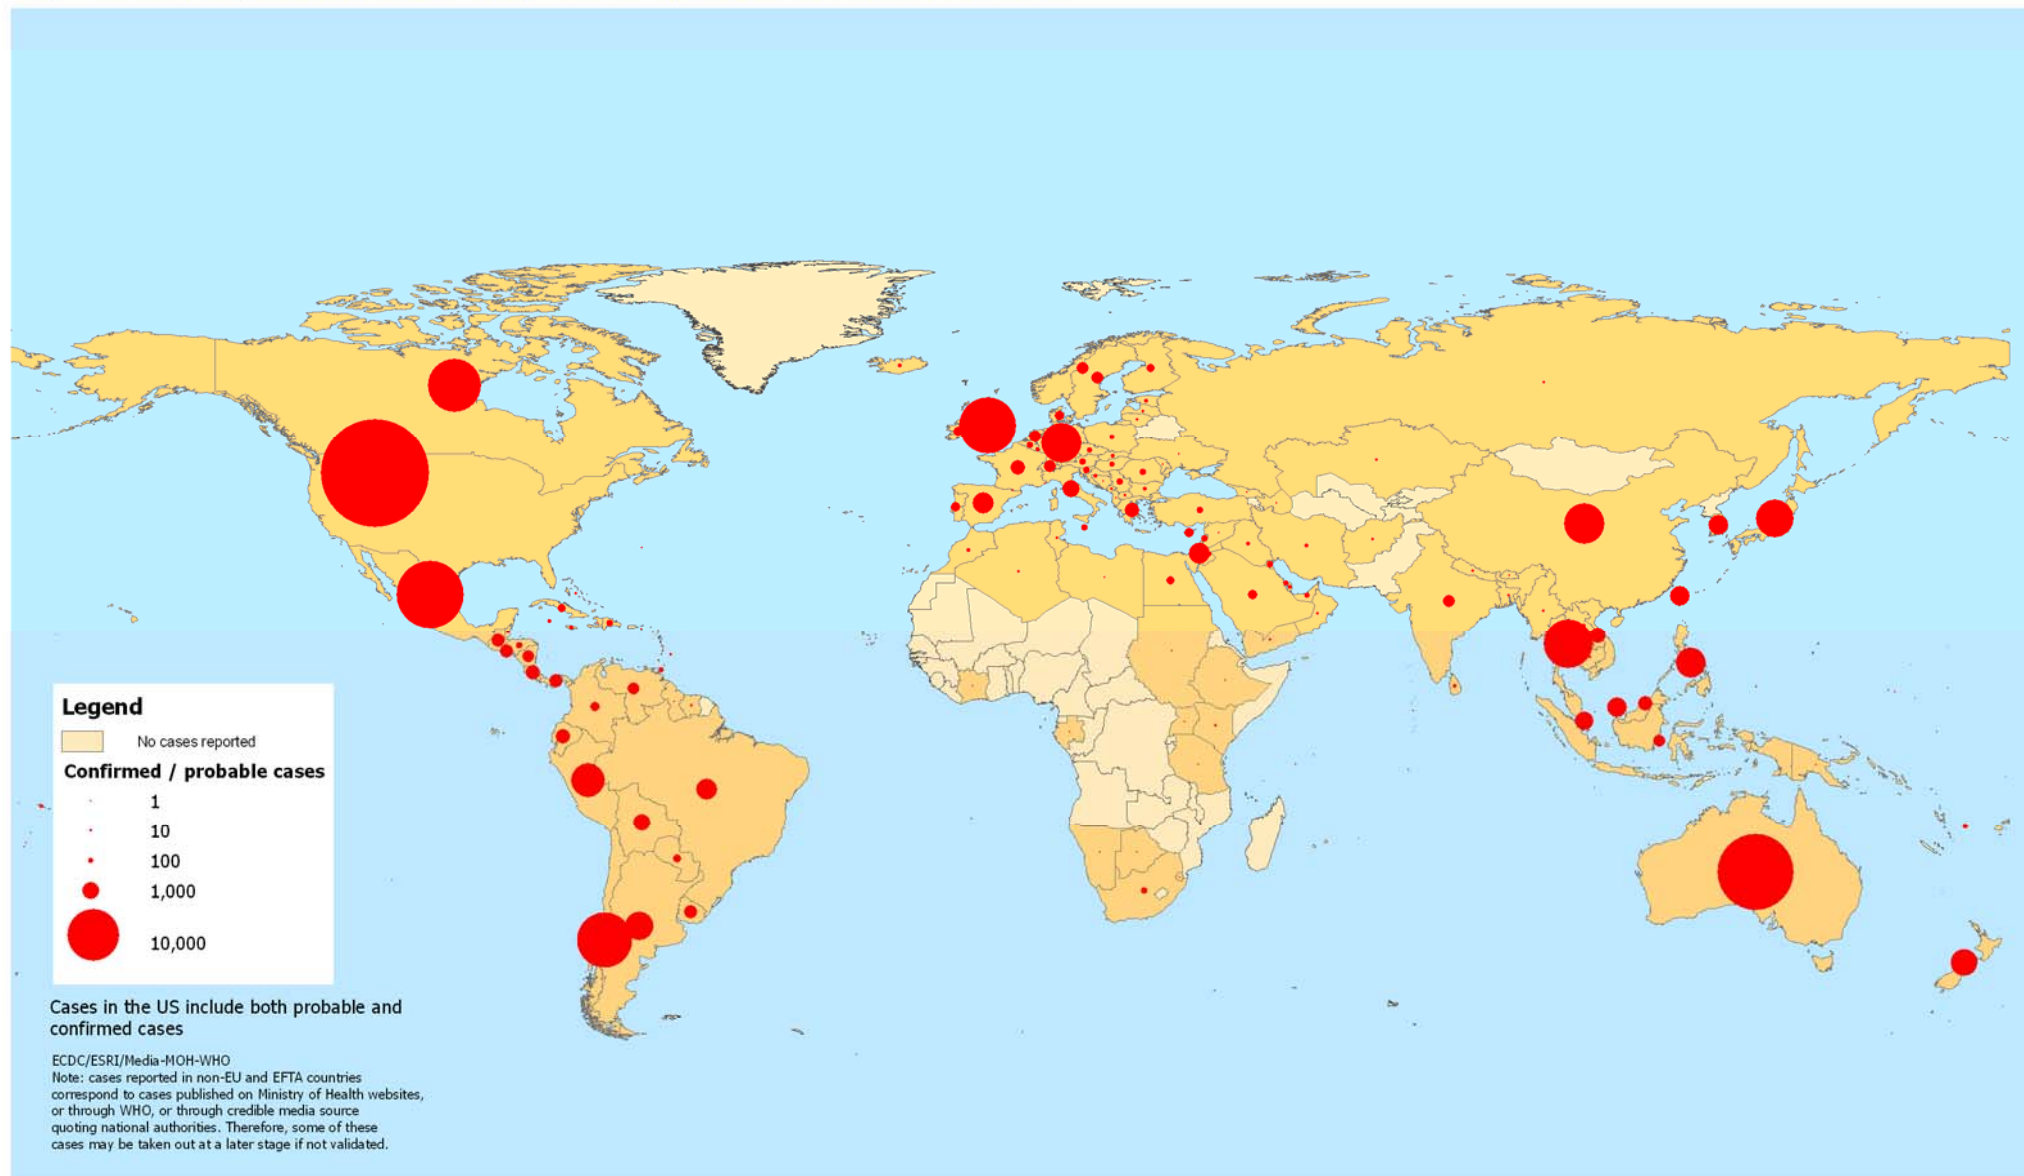 Legend
No cases reported
Confirmed / probable cases
1
10
100
1,000
10,000
Cases in the US include both probable and
confirmed cases
ECDC/ESRI/Media-MOH-WHO
Note: cases reported in non-EU and EFTA countries
correspond to cases published on Ministry of Health websites,
or through WHO, or through credible media source
quoting national authorities. Therefore, some of these
cases may be taken out at a later stage if not validated.